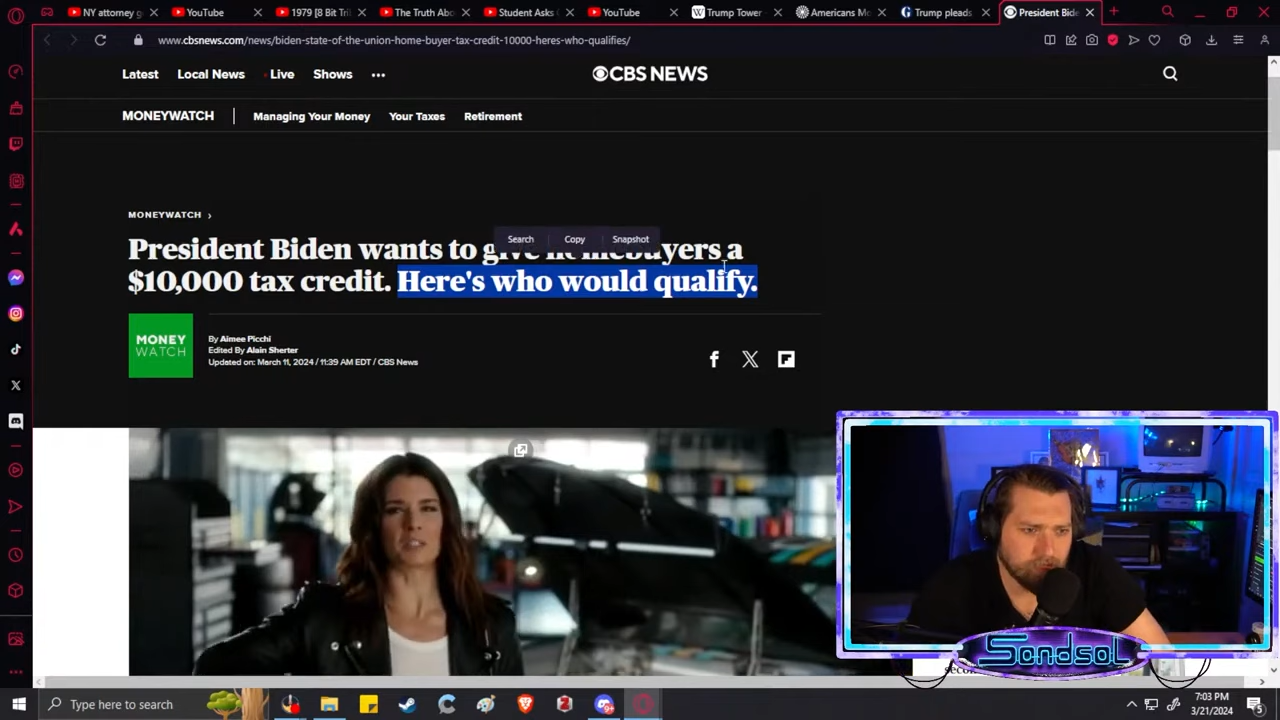 NY attorney g
YouTube
1979 [8 Bit Tri
The Truth Abo
Student Asks
YouTube
Trump Tower
Americans Mo
Trump pleads
President Bide
www.cbsnews.com/news/biden-state-of-the-union-home-buyer-tax-credit-10000-heres-who-qualifies/
Latest
Local News
Live
Shows
CBS NEWS
MONEYWATCH
Managing Your Money
Your Taxes
Retirement
MONEYWATCH
Search
Copy
Snapshot
President Biden wants to buyers a
$10,000 tax credit. Here's who would qualify.
MONEY
WATCH
By Aimee Picchi
Edited By Alain Sherter
Updated on: March 11, 2024 / 11:39 AM EDT / CBS News
Sondsol
Type here to search
7:03 PM
3/21/2024